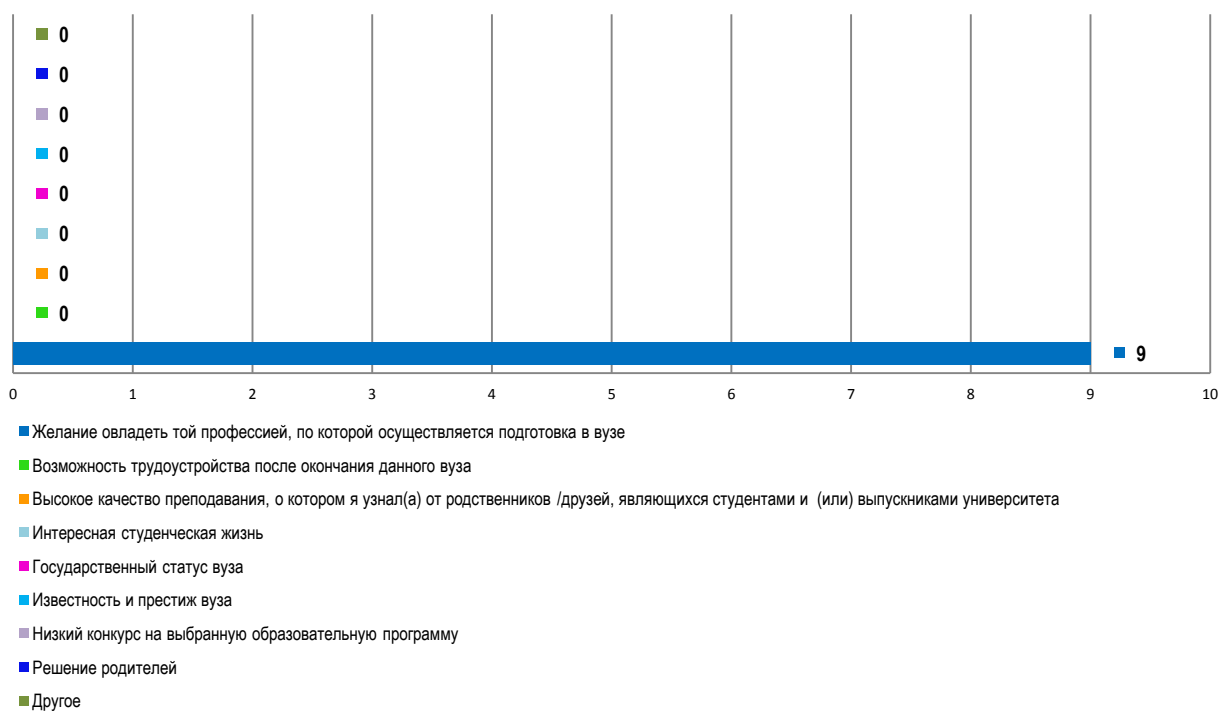 0
0
0
0
0
0
0
0
9
0 1 2 3 4 5 6 7 8 9 10
Желание овладеть той профессией, по которой осуществляется подготовка в вузе
Возможность трудоустройства после окончания данного вуза
Высокое качество преподавания, о котором я узнал(а) от родственников /друзей, являющихся студентами и (или) выпускниками университета
Интересная студенческая жизнь
Государственный статус вуза
Известность и престиж вуза
Низкий конкурс на выбранную образовательную программу
Решение родителей
Другое